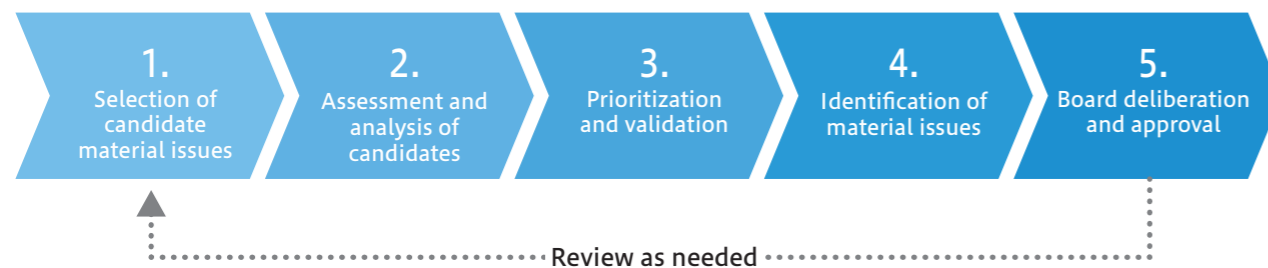 1.
Selection of
candidate
material issues
2.
Assessment and
analysis of
candidates
3.
Prioritization
and validation
4.
Identification of
material issues
5.
Board deliberation
and approval
Review as needed